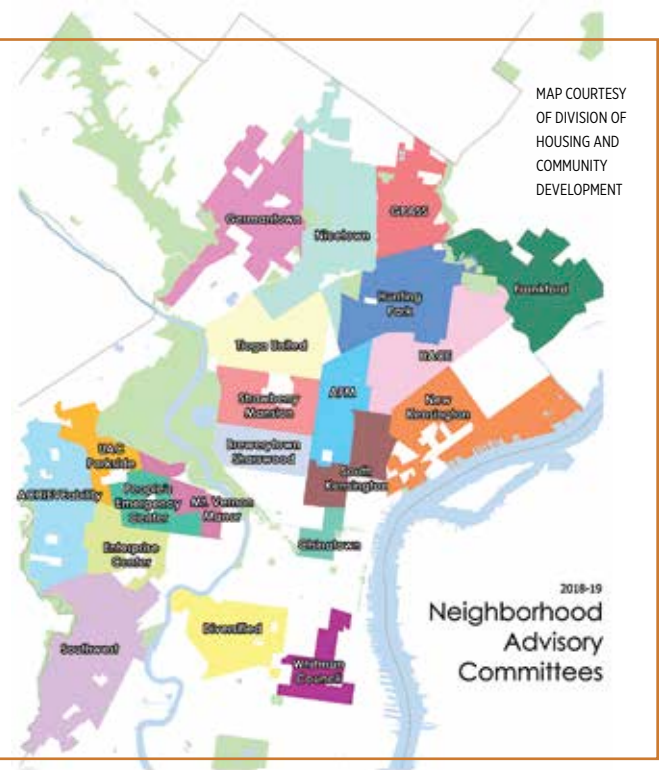 MAP COURTESY
OF DIVISION OF
HOUSING AND
COMMUNITY
DEVELOPMENT
Germantown
Nicetown
GPASS
Frankford
Hunting
Park
Tioga United
HACE
Strawberry
Mansion
APM
New
Kensington
Brewerytown
Sharswood
UAC
Parkside
South
Kensington
ACHIEVEability
People's
Emergency
Center
Mt. Vernon
Manor
Enterprise
Center
Chinatown
2018-19
Neighborhood
Advisory
Committees
Diversified
Southwest
Whitman
Council